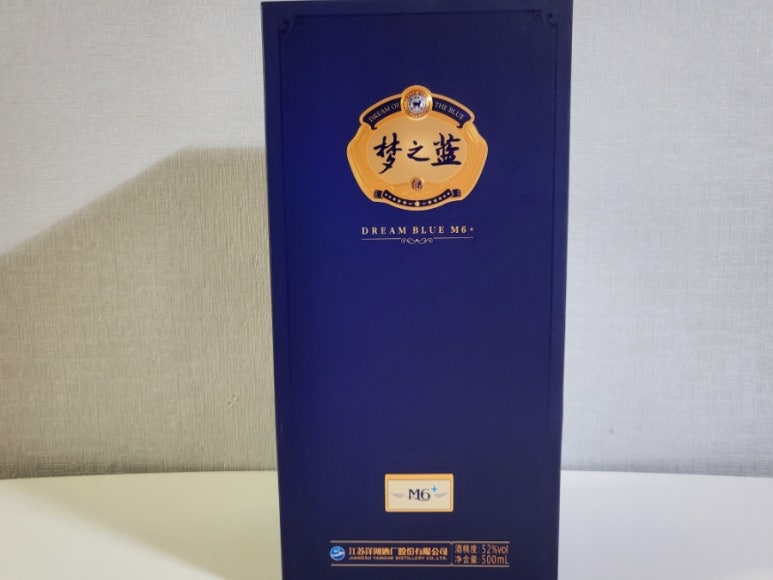 DREAM OF THE BLUE
梦之蓝
DREAM BLUE M6+
M6+
江苏洋河酒厂股份有限公司
JIANGSU YANGHE DISTILLERY CO.,LTD.
酒精度:52%vol
净含量:500mL